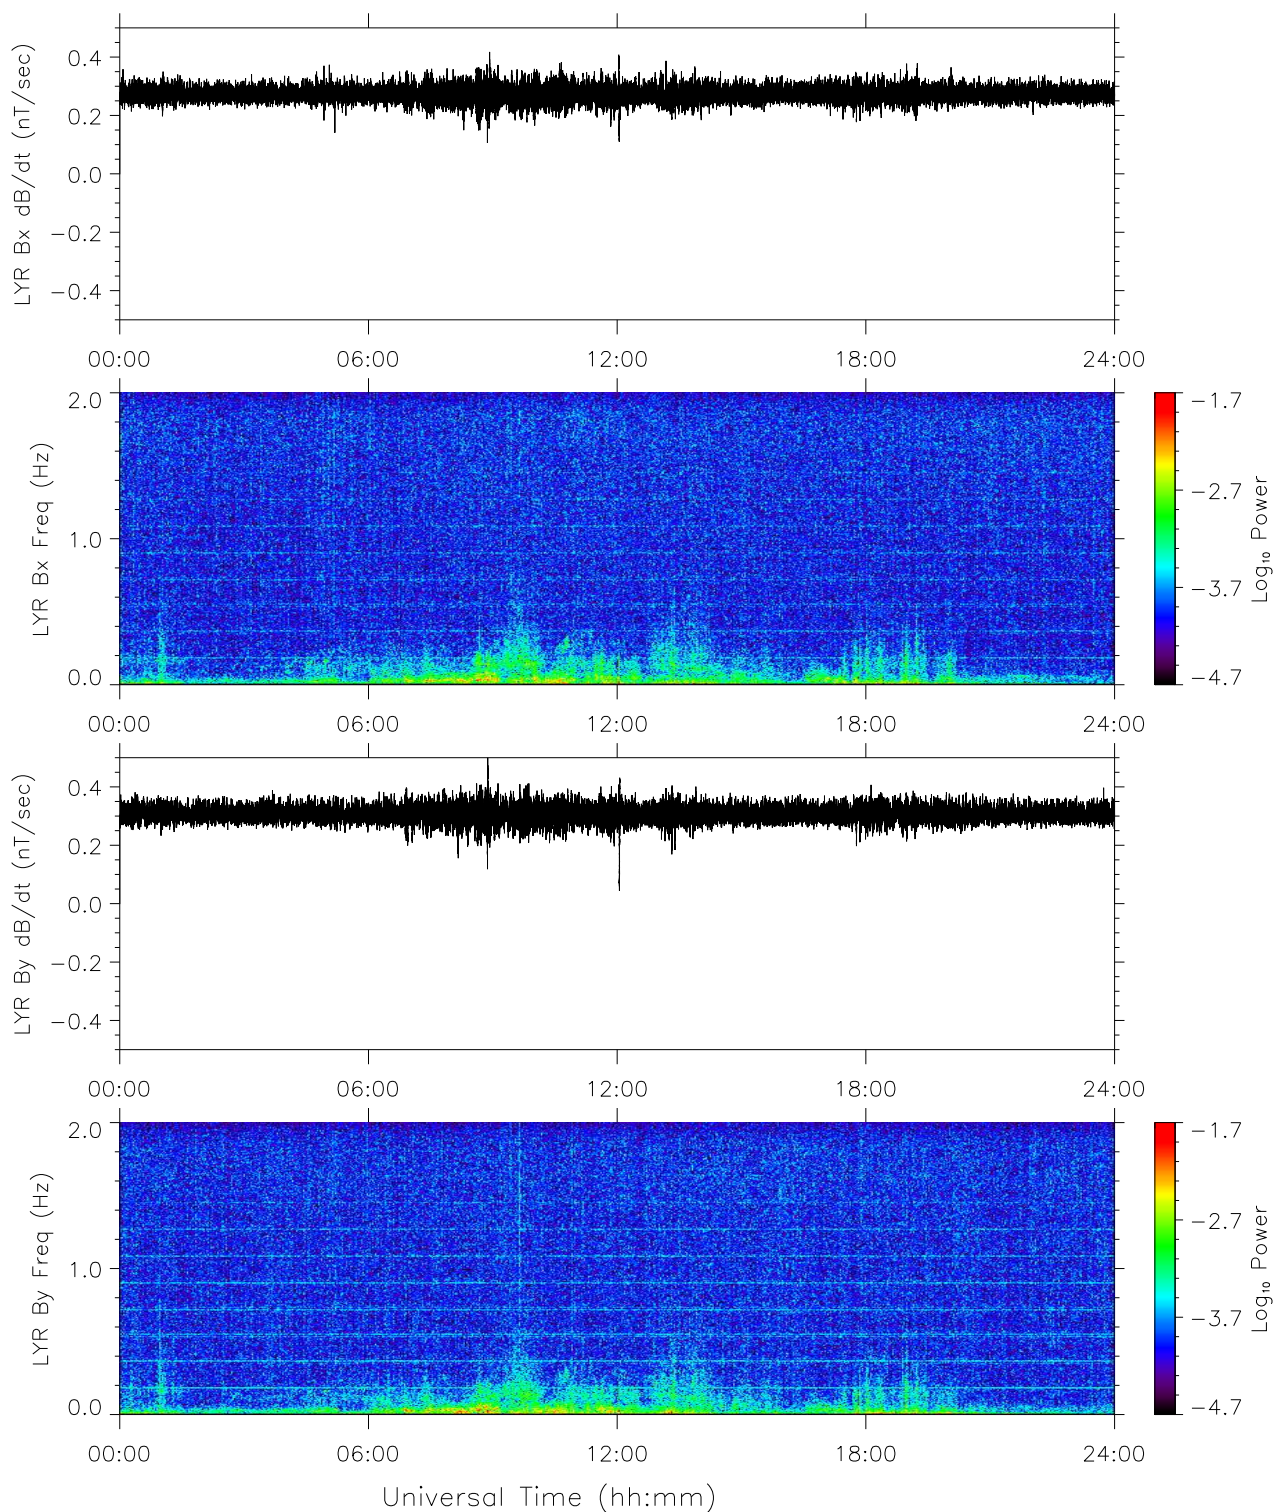 LYR Bx dB/dt (nT/sec)
0.4
0.2
0.0
−0.2
−0.4
00:00 06:00 12:00 18:00 24:00
LYR Bx Freq (Hz)
2.0
1.0
0.0
−1.7
−2.7
−3.7
−4.7
Log₁₀ Power
00:00 06:00 12:00 18:00 24:00
LYR By dB/dt (nT/sec)
0.4
0.2
0.0
−0.2
−0.4
00:00 06:00 12:00 18:00 24:00
LYR By Freq (Hz)
2.0
1.0
0.0
−1.7
−2.7
−3.7
−4.7
Log₁₀ Power
00:00 06:00 12:00 18:00 24:00
Universal Time (hh:mm)